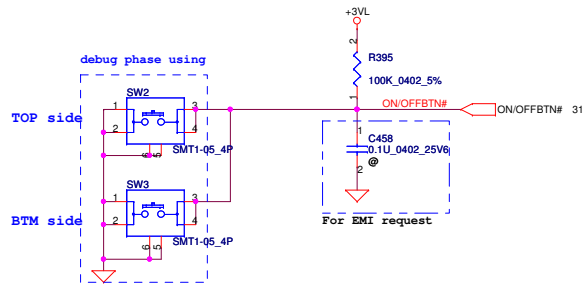 +3VL
debug phase using
2
R395
100K_0402_5%
1
SW2
1
3
2
4
TOP side
6
5
SMT1-05_4P
ON/OFFBTN#
ON/OFFBTN# 31
1
C458
0.1U_0402_25V6
@
2
SW3
1
3
2
4
BTM side
6
5
SMT1-05_4P
For EMI request